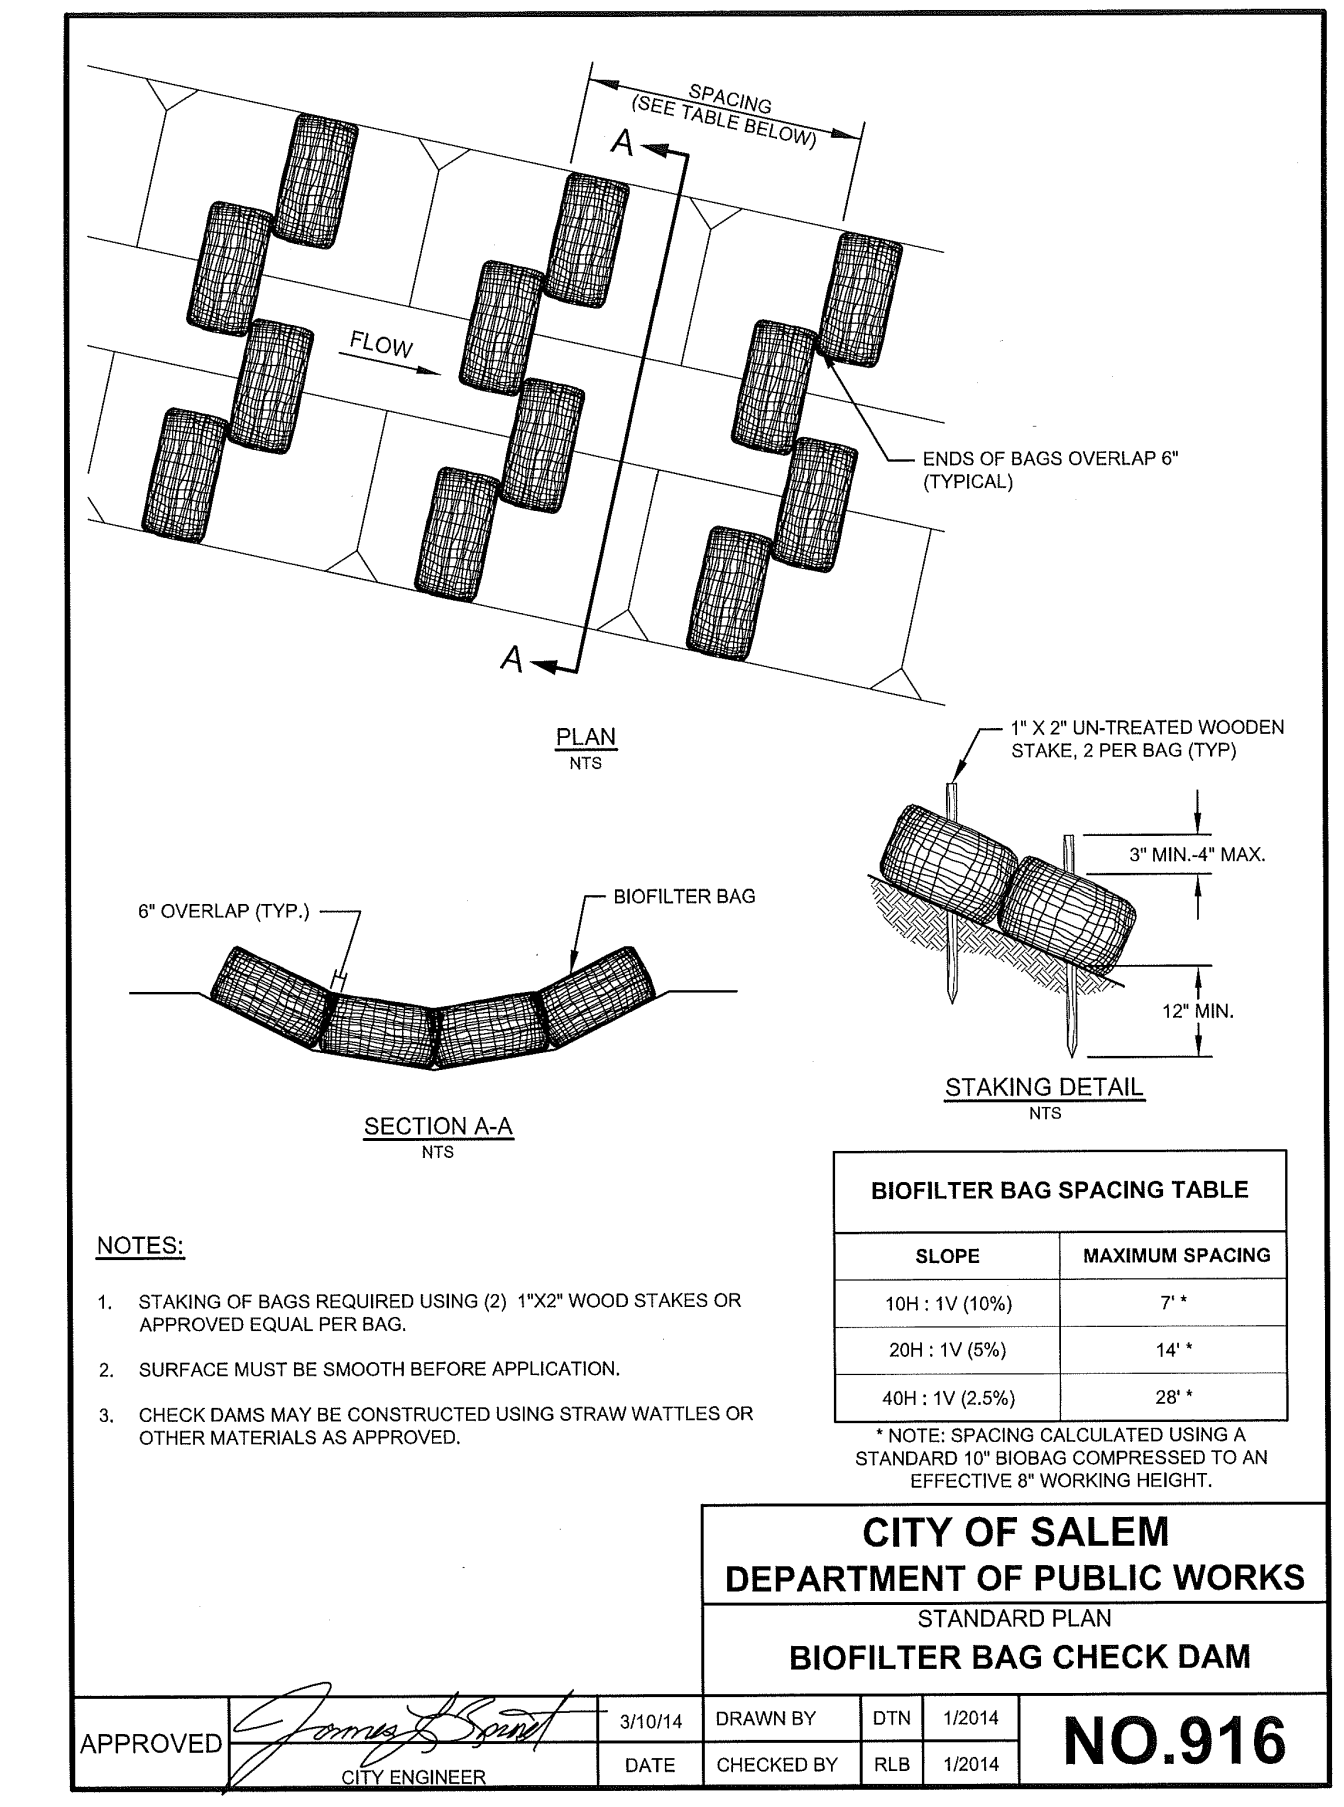 SPACING
(SEE TABLE BELOW)
A
FLOW
ENDS OF BAGS OVERLAP 6"
(TYPICAL)
A
PLAN
NTS
1" X 2" UN-TREATED WOODEN
STAKE, 2 PER BAG (TYP)
3" MIN.-4" MAX.
12" MIN.
STAKING DETAIL
NTS
6" OVERLAP (TYP.)
BIOFILTER BAG
SECTION A-A
NTS
BIOFILTER BAG SPACING TABLE
SLOPE MAXIMUM SPACING
10H : 1V (10%) 7' *
20H : 1V (5%) 14' *
40H : 1V (2.5%) 28' *
* NOTE: SPACING CALCULATED USING A
STANDARD 10" BIOBAG COMPRESSED TO AN
EFFECTIVE 8" WORKING HEIGHT.
NOTES:
1. STAKING OF BAGS REQUIRED USING (2) 1"X2" WOOD STAKES OR
APPROVED EQUAL PER BAG.
2. SURFACE MUST BE SMOOTH BEFORE APPLICATION.
3. CHECK DAMS MAY BE CONSTRUCTED USING STRAW WATTLES OR
OTHER MATERIALS AS APPROVED.
CITY OF SALEM
DEPARTMENT OF PUBLIC WORKS
STANDARD PLAN
BIOFILTER BAG CHECK DAM
APPROVED
CITY ENGINEER
3/10/14
DATE
DRAWN BY DTN 1/2014
CHECKED BY RLB 1/2014
NO.916